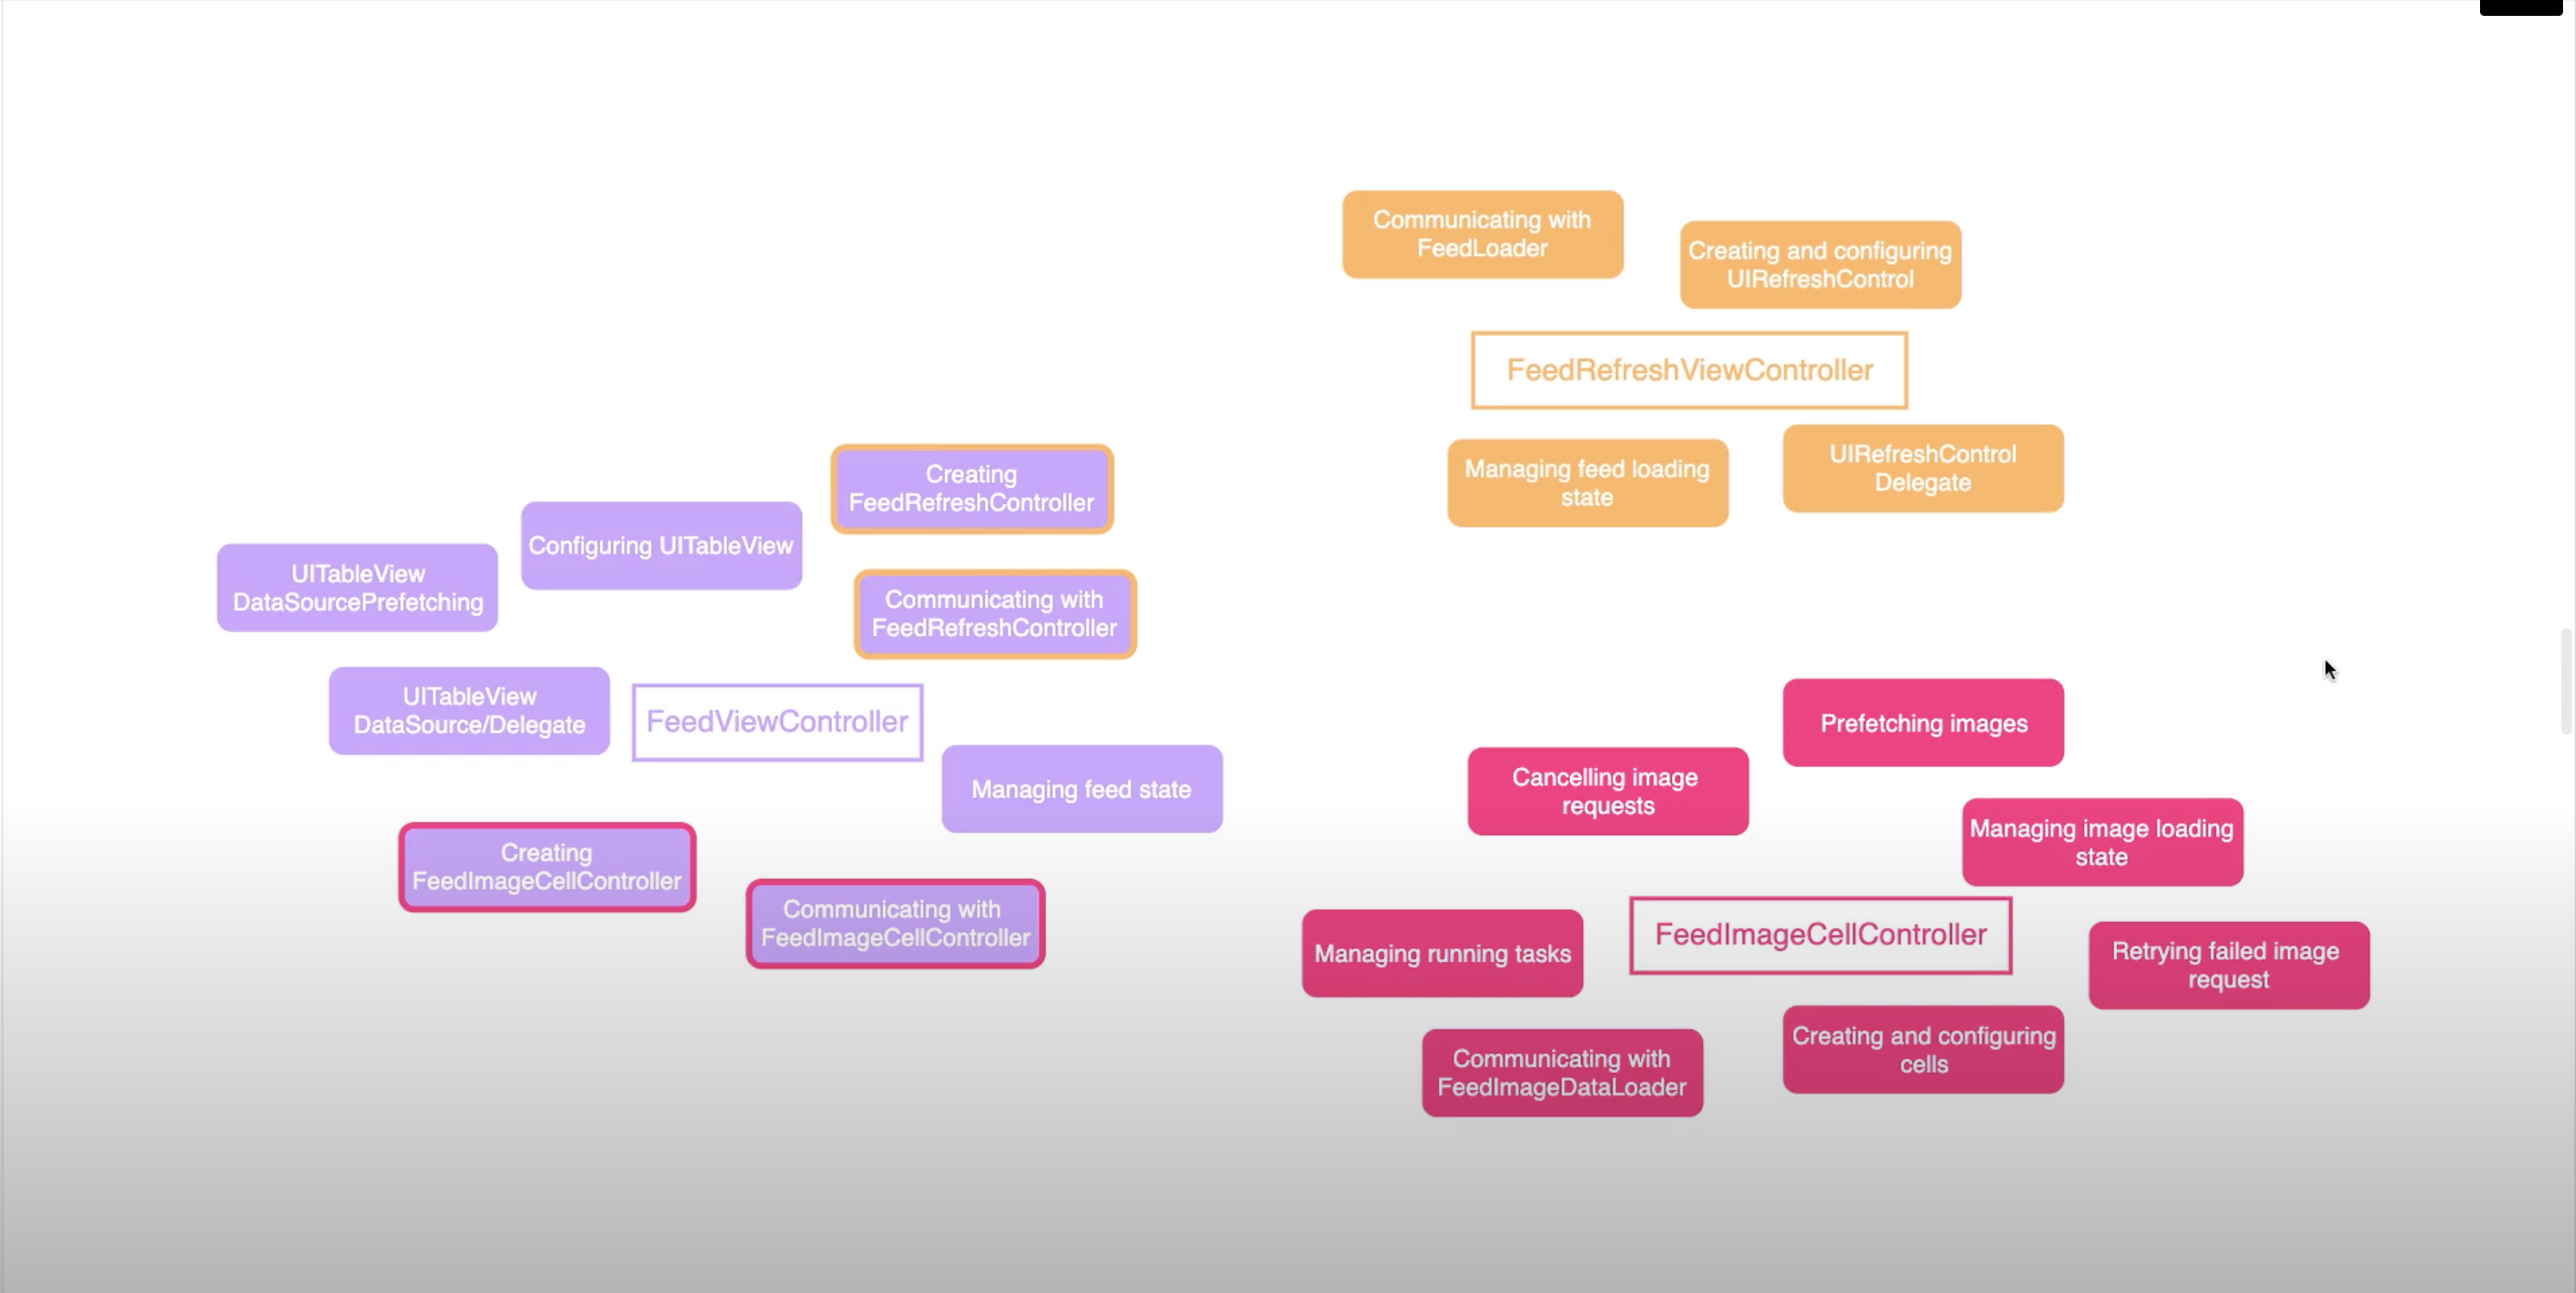 Communicating with
FeedLoader
Creating and configuring
UIRefreshControl
FeedRefreshViewController
Managing feed loading
state
UIRefreshControl
Delegate
Creating
FeedRefreshController
Configuring UITableView
UITableView
DataSourcePrefetching
Communicating with
FeedRefreshController
UITableView
DataSource/Delegate
FeedViewController
Managing feed state
Creating
FeedImageCellController
Communicating with
FeedImageCellController
Prefetching images
Cancelling image
requests
Managing image loading
state
FeedImageCellController
Managing running tasks
Retrying failed image
request
Communicating with
FeedImageDataLoader
Creating and configuring
cells